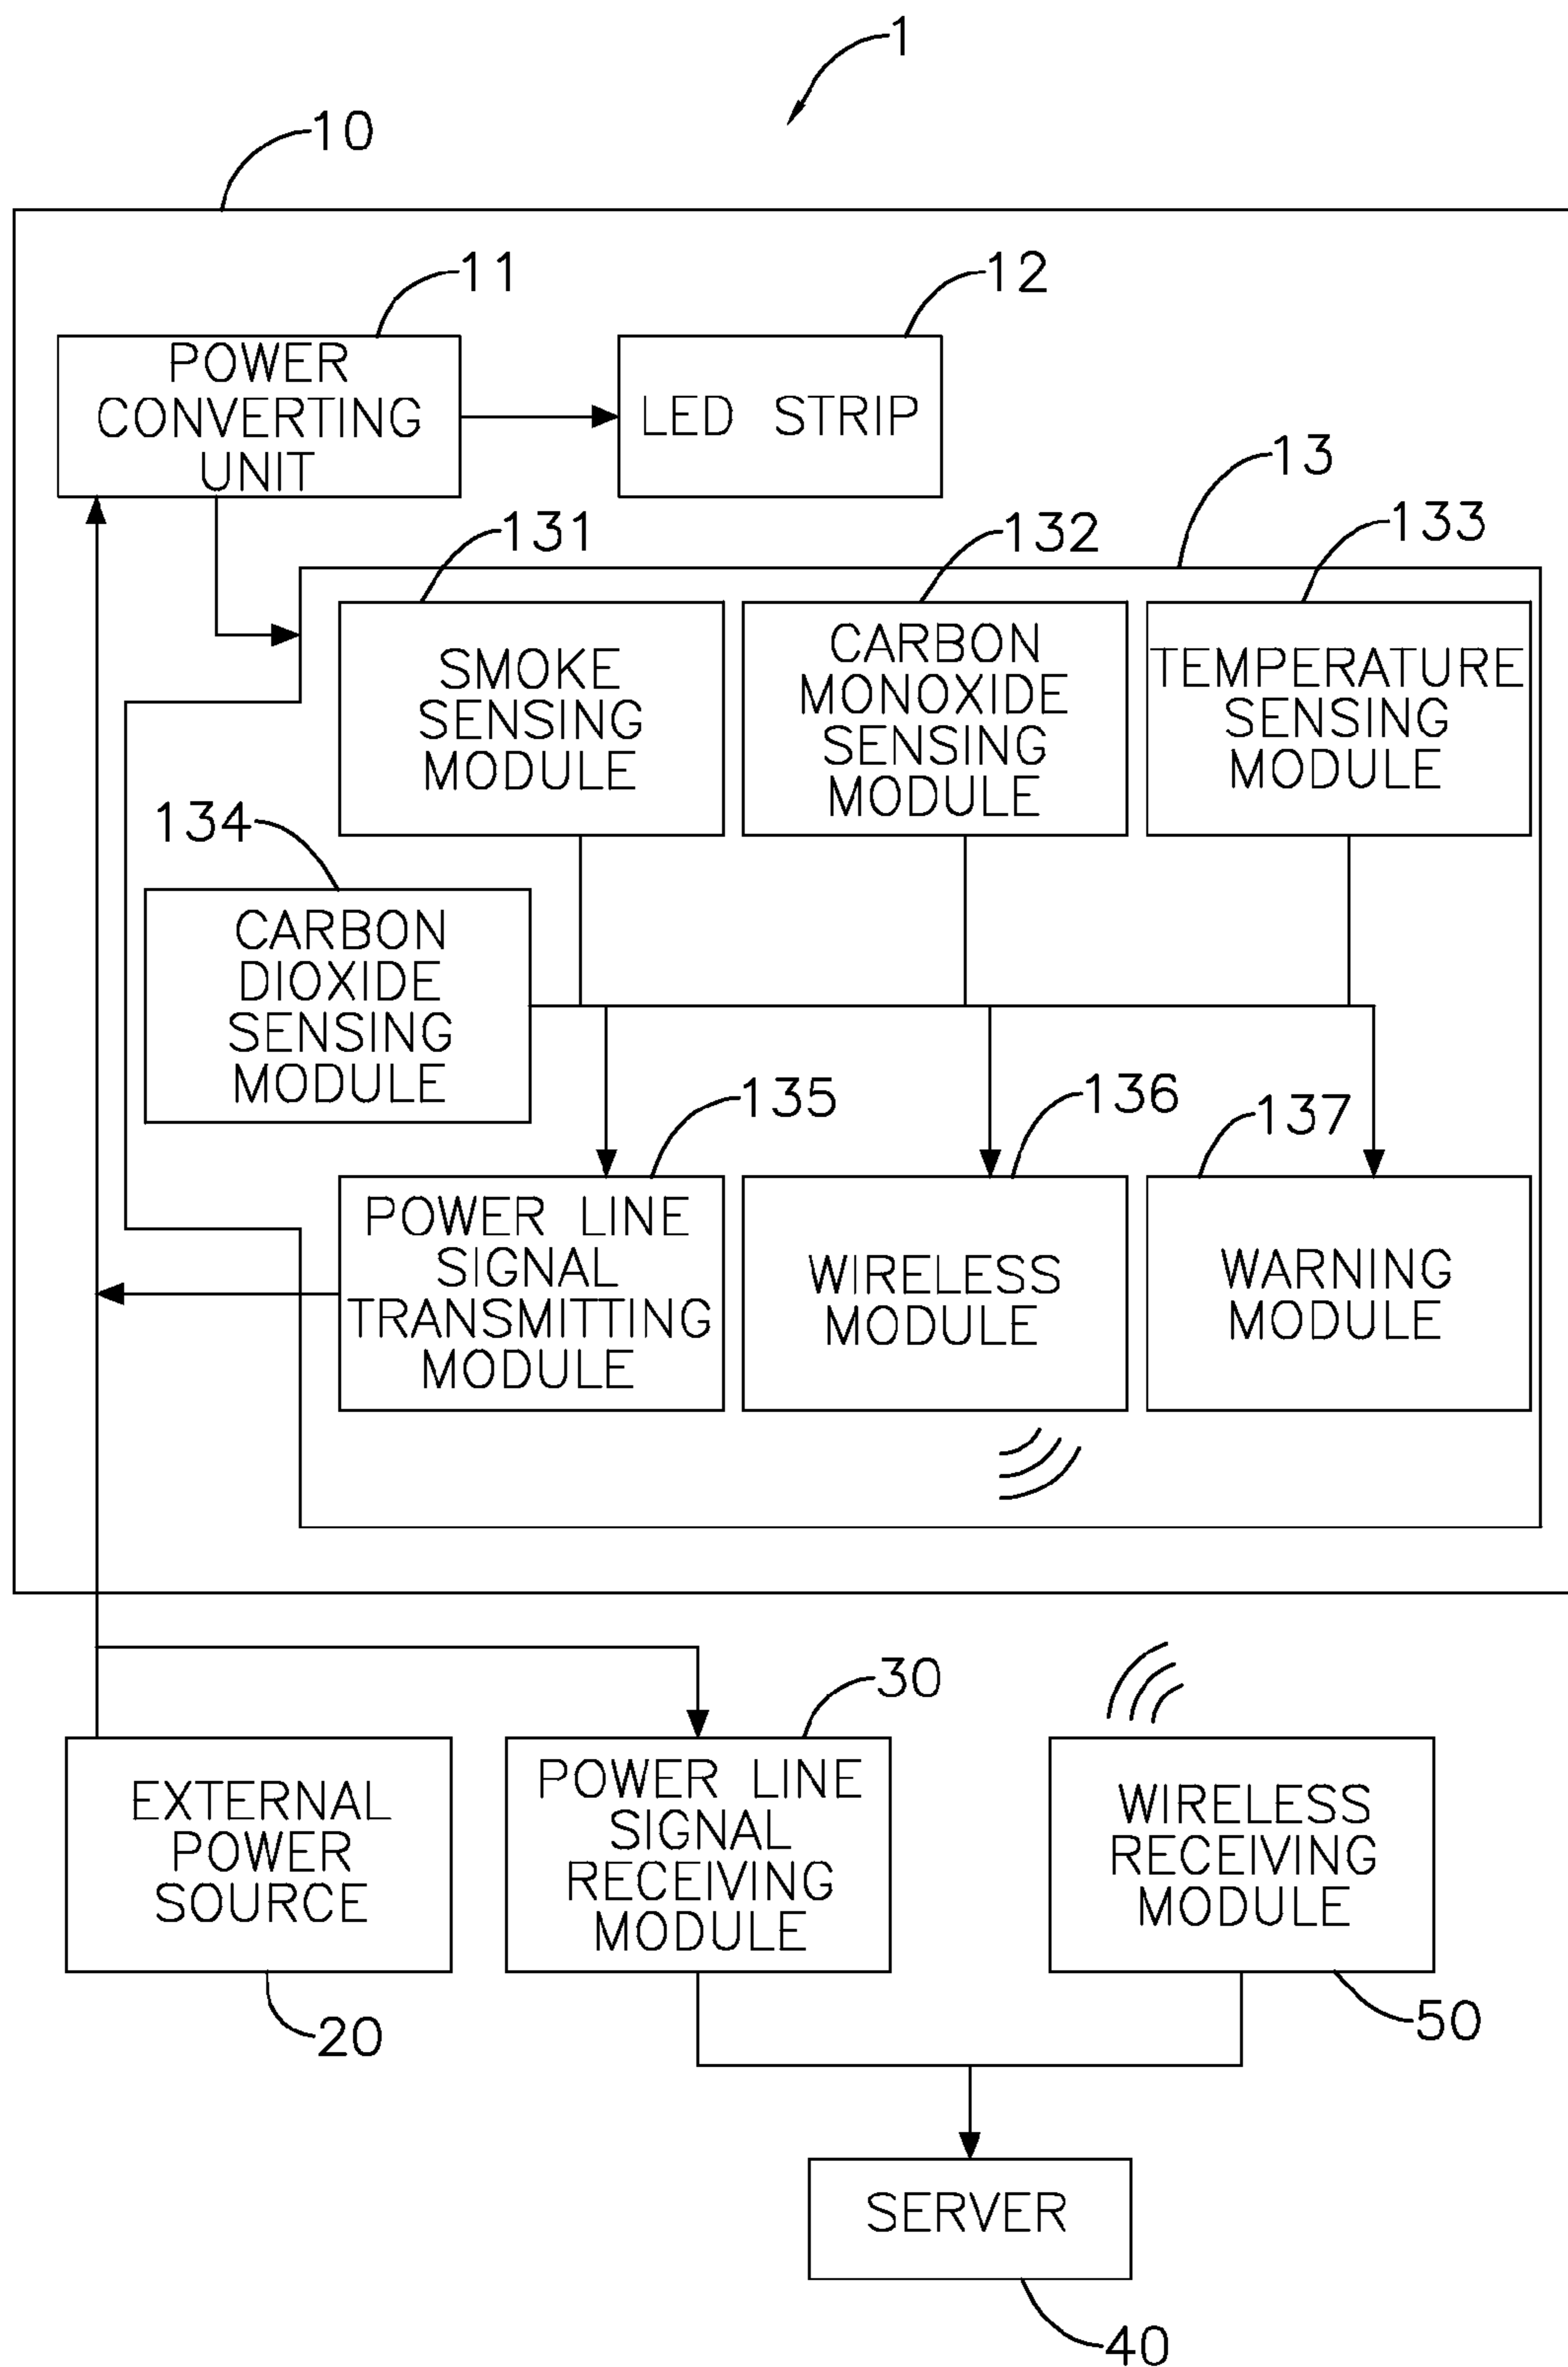 1
10
11
12
POWER
CONVERTING
UNIT
LED STRIP
13
131
132
133
SMOKE
SENSING
MODULE
CARBON
MONOXIDE
SENSING
MODULE
TEMPERATURE
SENSING
MODULE
134
CARBON
DIOXIDE
SENSING
MODULE
135
136
137
POWER LINE
SIGNAL
TRANSMITTING
MODULE
WIRELESS
MODULE
WARNING
MODULE
30
EXTERNAL
POWER
SOURCE
POWER LINE
SIGNAL
RECEIVING
MODULE
WIRELESS
RECEIVING
MODULE
20
50
SERVER
40